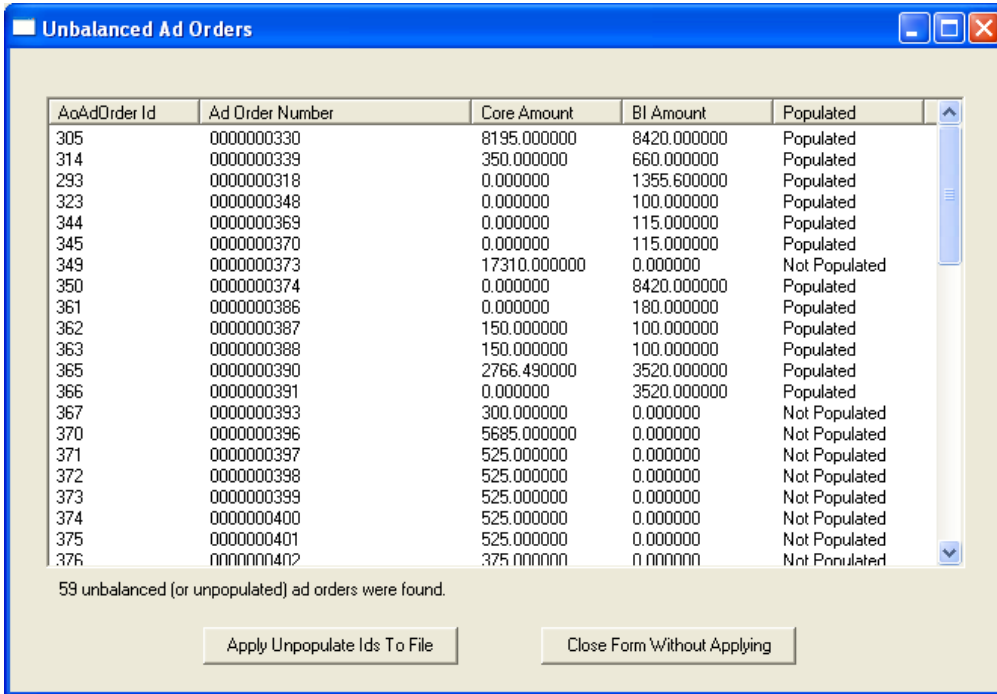 Unbalanced Ad Orders
AoAdOrder Id Ad Order Number Core Amount BI Amount Populated
305 0000000330 8195.000000 8420.000000 Populated
314 0000000339 350.000000 660.000000 Populated
293 0000000318 0.000000 1355.600000 Populated
323 0000000348 0.000000 100.000000 Populated
344 0000000369 0.000000 115.000000 Populated
345 0000000370 0.000000 115.000000 Populated
349 0000000373 17310.000000 0.000000 Not Populated
350 0000000374 0.000000 8420.000000 Populated
361 0000000386 0.000000 180.000000 Populated
362 0000000387 150.000000 100.000000 Populated
363 0000000388 150.000000 100.000000 Populated
365 0000000390 2766.490000 3520.000000 Populated
366 0000000391 0.000000 3520.000000 Populated
367 0000000393 300.000000 0.000000 Not Populated
370 0000000396 5685.000000 0.000000 Not Populated
371 0000000397 525.000000 0.000000 Not Populated
372 0000000398 525.000000 0.000000 Not Populated
373 0000000399 525.000000 0.000000 Not Populated
374 0000000400 525.000000 0.000000 Not Populated
375 0000000401 525.000000 0.000000 Not Populated
376 0000000402 375.000000 0.000000 Not Populated
59 unbalanced (or unpopulated) ad orders were found.
Apply Unpopulate Ids To File Close Form Without Applying